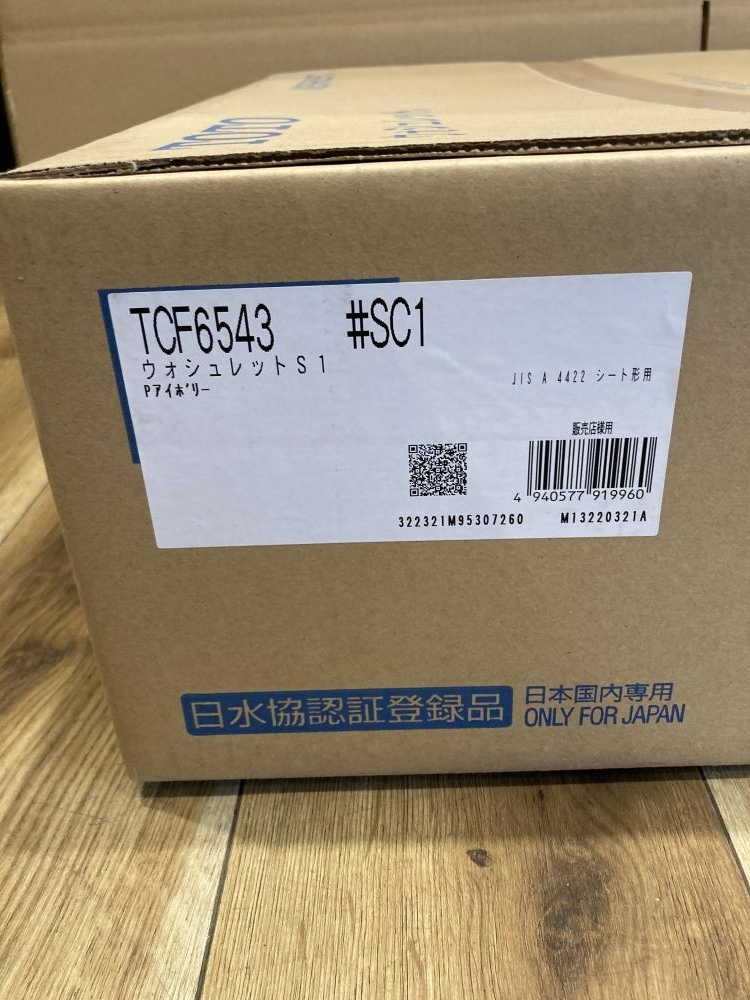 TOTO
TCF6543 #SC1
ウォシュレットS1
Pアイボリー
JIS A 4422 シート形用
販売店様用
4 940577 919960
322321M95307260 M13220321A
日水協認証登録品
日本国内専用
ONLY FOR JAPAN